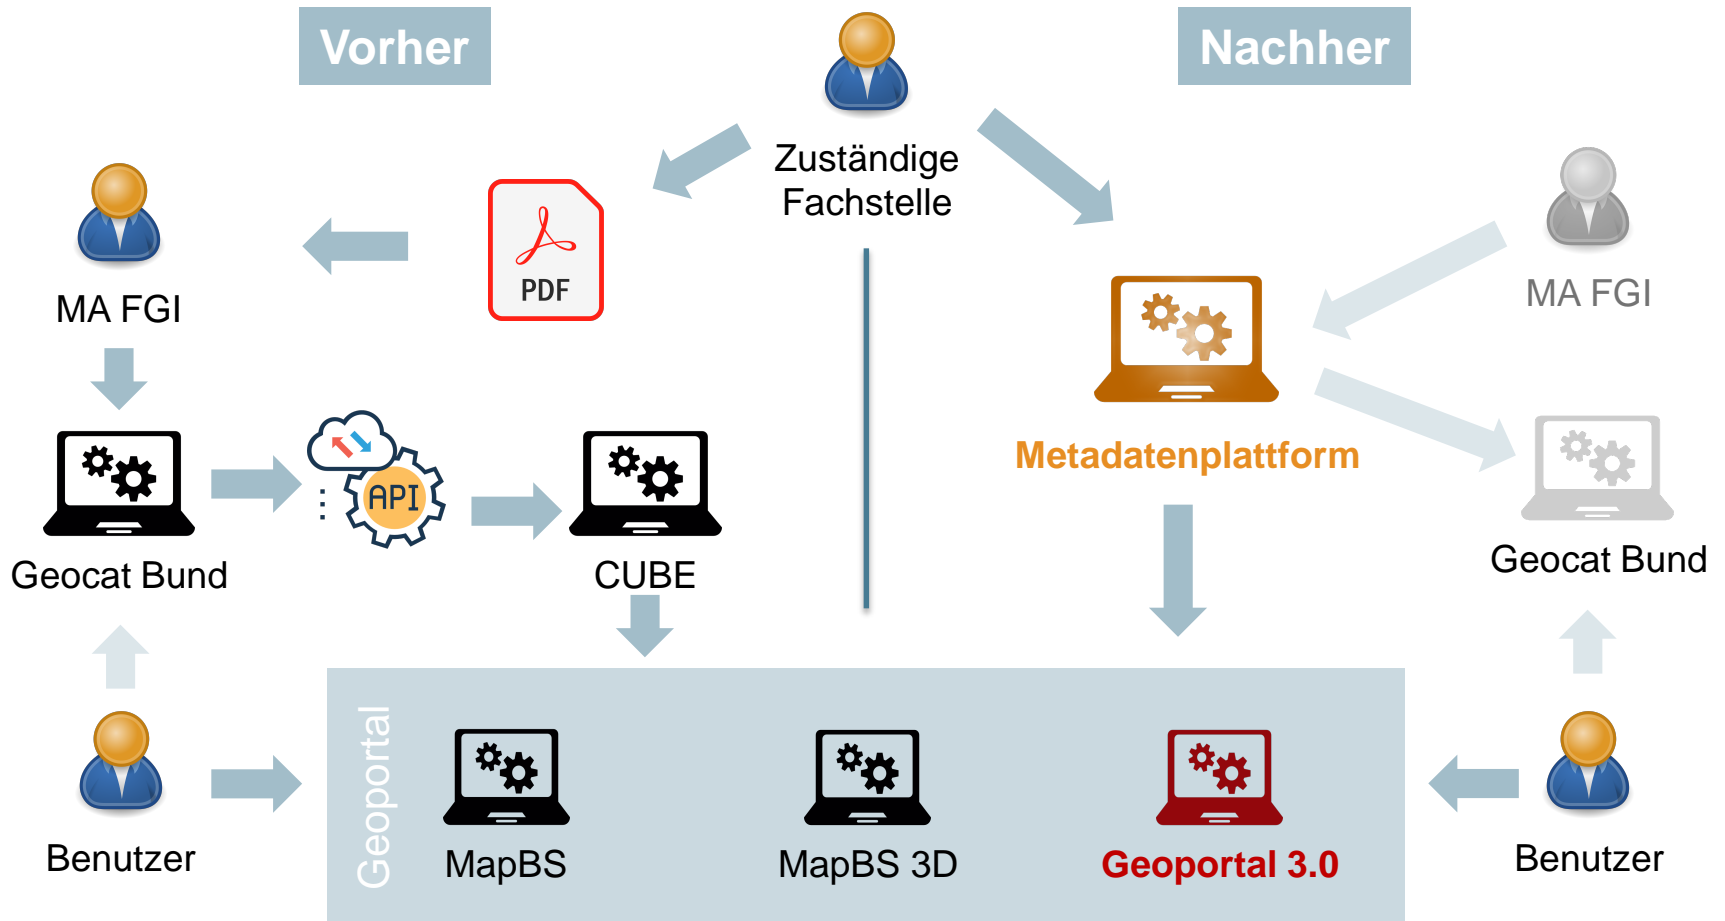 Vorher
Nachher
Zuständige
Fachstelle
PDF
MA FGI
MA FGI
Metadatenplattform
API
Geocat Bund
CUBE
Geocat Bund
Geoportal
Benutzer
MapBS
MapBS 3D
Geoportal 3.0
Benutzer